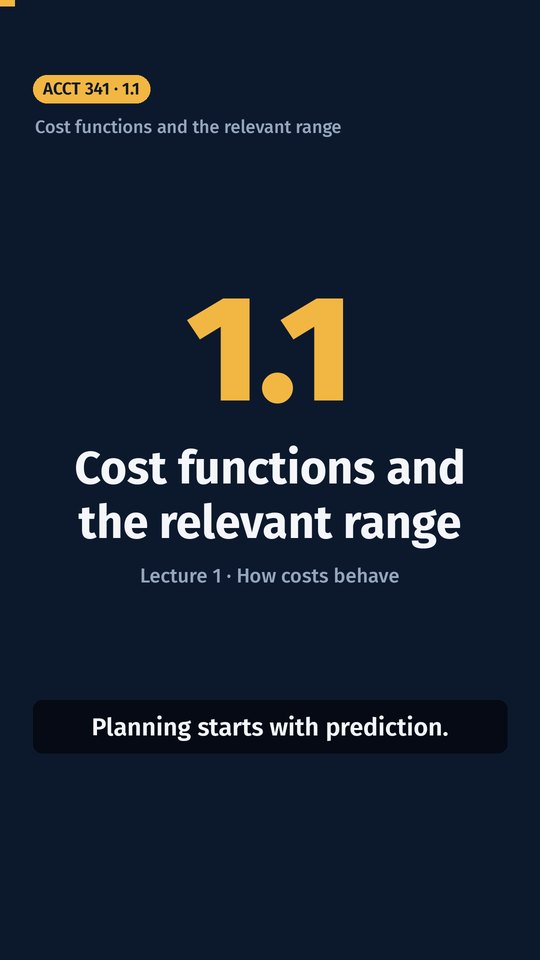 ACCT 341 · 1.1
Cost functions and the relevant range
1.1
Cost functions and
the relevant range
Lecture 1 · How costs behave
Planning starts with prediction.